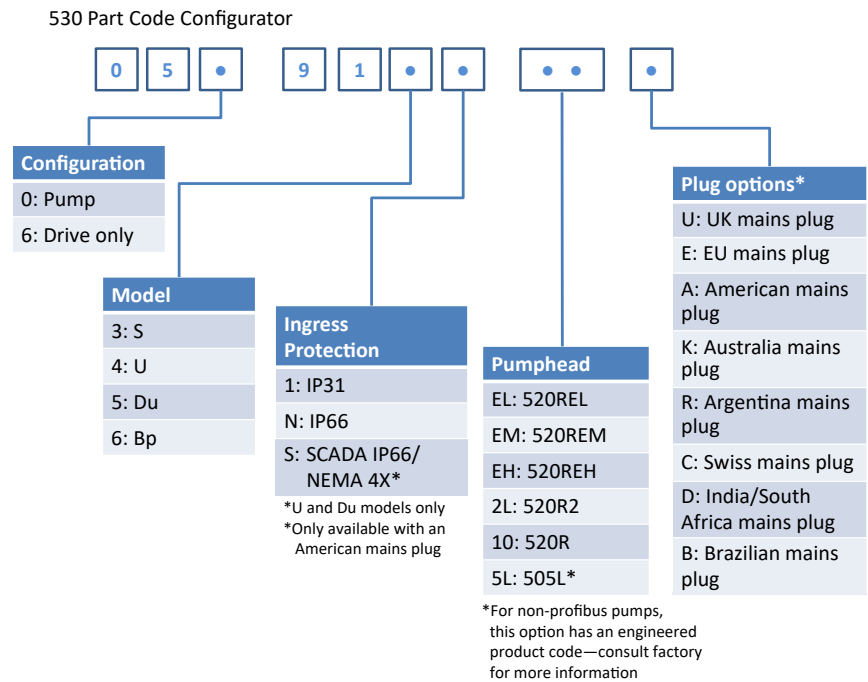 530 Part Code Configurator
0 5 • 9 1 • • • • •
Configuration
0: Pump
6: Drive only
Model
3: S
4: U
5: Du
6: Bp
Ingress
Protection
1: IP31
N: IP66
S: SCADA IP66/
NEMA 4X*
*U and Du models only
*Only available with an
American mains plug
Pumphead
EL: 520REL
EM: 520REM
EH: 520REH
2L: 520R2
10: 520R
5L: 505L*
*For non-profibus pumps,
this option has an engineered
product code—consult factory
for more information
Plug options*
U: UK mains plug
E: EU mains plug
A: American mains
plug
K: Australia mains
plug
R: Argentina mains
plug
C: Swiss mains plug
D: India/South
Africa mains plug
B: Brazilian mains
plug